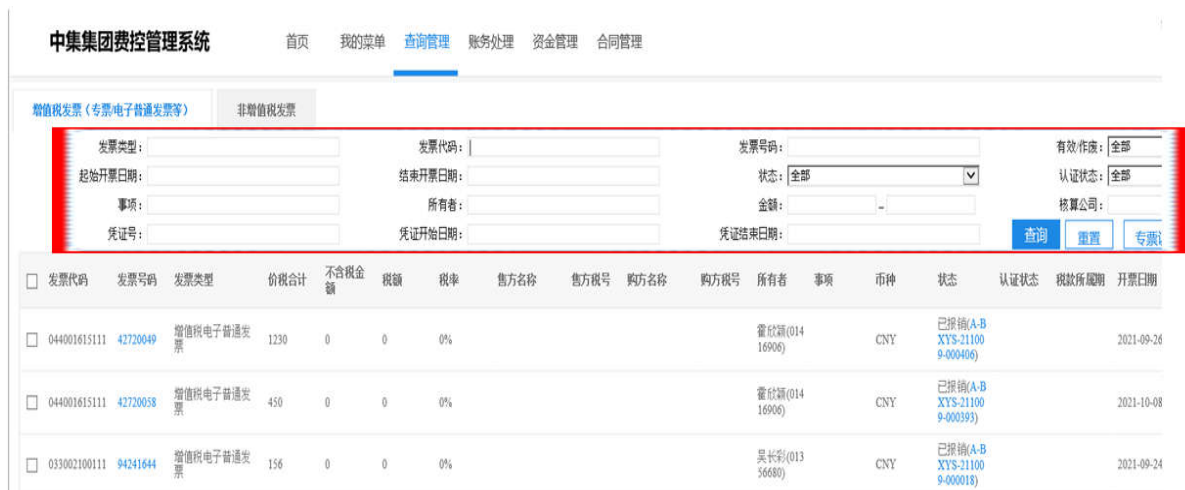 中集集团费控管理系统 首页 我的菜单 查询管理 账务处理 资金管理 合同管理
增值税发票（专票/电子普通发票等） 非增值税发票
发票类型： 发票代码： 发票号码： 有效/作废： 全部
起始开票日期： 结束开票日期： 状态： 全部 认证状态： 全部
事项： 所有者： 金额： - 核算公司：
凭证号： 凭证开始日期： 凭证结束日期： 查询 重置 专票
发票代码 发票号码 发票类型 价税合计 不含税金额 税额 税率 售方名称 售方税号 购方名称 购方税号 所有者 事项 币种 状态 认证状态 税款所属期 开票日期
044001615111 42720049 增值税电子普通发票 1230 0 0 0% 霍欣颖(01416906) CNY 已报销(A-BXYS-211009-000406) 2021-09-26
044001615111 42720058 增值税电子普通发票 450 0 0 0% 霍欣颖(01416906) CNY 已报销(A-BXYS-211009-000393) 2021-10-08
033002100111 94241644 增值税电子普通发票 156 0 0 0% 吴长彩(01356680) CNY 已报销(A-BXYS-211009-000018) 2021-09-24